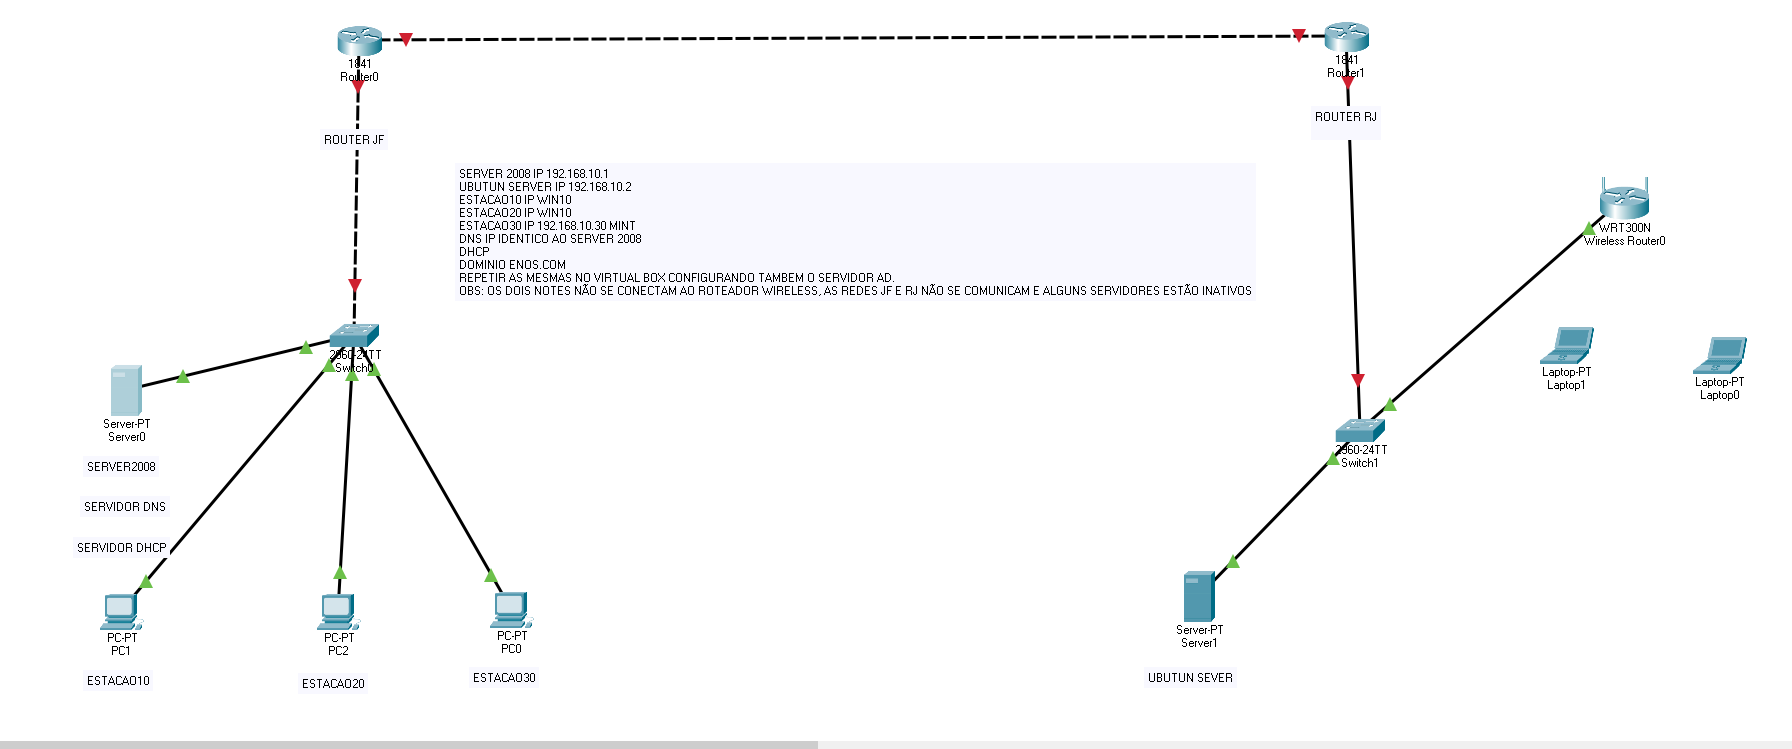 1841
Router0
1841
Router1
ROUTER JF
ROUTER RJ
SERVER 2008 IP 192.168.10.1
UBUTUN SERVER IP 192.168.10.2
ESTACAO10 IP WIN10
ESTACAO20 IP WIN10
ESTACAO30 IP 192.168.10.30 MINT
DNS IP IDENTICO AO SERVER 2008
DHCP
DOMINIO ENOS.COM
REPETIR AS MESMAS NO VIRTUAL BOX CONFIGURANDO TAMBEM O SERVIDOR AD.
OBS: OS DOIS NOTES NÃO SE CONECTAM AO ROTEADOR WIRELESS, AS REDES JF E RJ NÃO SE COMUNICAM E ALGUNS SERVIDORES ESTÃO INATIVOS
WRT300N
Wireless Router0
2960-24TT
Switch0
Laptop-PT
Laptop1
Laptop-PT
Laptop0
Server-PT
Server0
2960-24TT
Switch1
SERVER2008
SERVIDOR DNS
SERVIDOR DHCP
PC-PT
PC1
PC-PT
PC2
PC-PT
PC0
Server-PT
Server1
ESTACAO10
ESTACAO20
ESTACAO30
UBUTUN SEVER